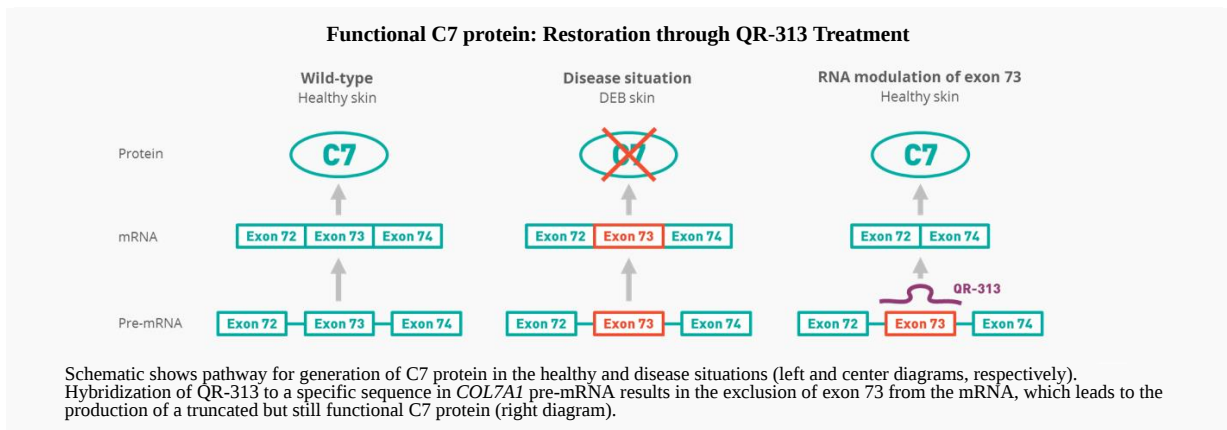 Functional C7 protein: Restoration through QR-313 Treatment
Wild-type
Healthy skin
Disease situation
DEB skin
RNA modulation of exon 73
Healthy skin
Protein
C7
C7
C7
mRNA
Exon 72 Exon 73 Exon 74
Exon 72 Exon 73 Exon 74
Exon 72 Exon 74
QR-313
Pre-mRNA
Exon 72 Exon 73 Exon 74
Exon 72 Exon 73 Exon 74
Exon 72 Exon 73 Exon 74
Schematic shows pathway for generation of C7 protein in the healthy and disease situations (left and center diagrams, respectively).
Hybridization of QR-313 to a specific sequence in COL7A1 pre-mRNA results in the exclusion of exon 73 from the mRNA, which leads to the
production of a truncated but still functional C7 protein (right diagram).